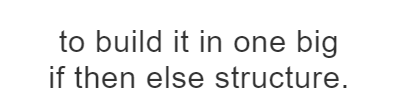 to build it in one big
if then else structure.